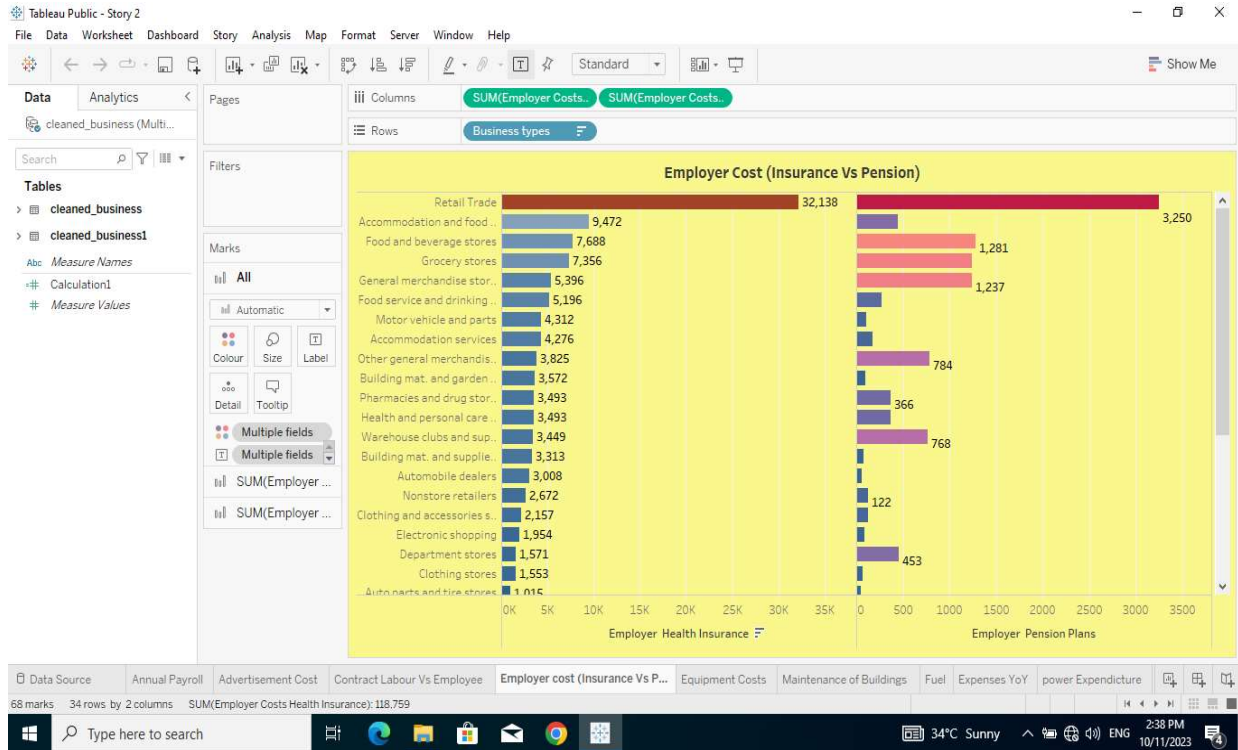 Tableau Public - Story 2
File Data Worksheet Dashboard Story Analysis Map Format Server Window Help
Standard
Show Me
Data Analytics
cleaned_business (Multi...
Search
Tables
cleaned_business
cleaned_business1
Abc Measure Names
=# Calculation1
# Measure Values
Pages
Filters
Marks
All
Automatic
Colour Size Label
Detail Tooltip
Multiple fields
Multiple fields
SUM(Employer ...
SUM(Employer ...
Columns SUM(Employer Costs.. SUM(Employer Costs..
Rows Business types
Employer Cost (Insurance Vs Pension)
Retail Trade 32,138 3,250
Accommodation and food .. 9,472
Food and beverage stores 7,688 1,281
Grocery stores 7,356
General merchandise stor.. 5,396 1,237
Food service and drinking .. 5,196
Motor vehicle and parts 4,312
Accommodation services 4,276
Other general merchandis.. 3,825 784
Building mat. and garden .. 3,572
Pharmacies and drug stor.. 3,493 366
Health and personal care .. 3,493
Warehouse clubs and sup.. 3,449 768
Building mat. and supplie.. 3,313
Automobile dealers 3,008
Nonstore retailers 2,672 122
Clothing and accessories s.. 2,157
Electronic shopping 1,954
Department stores 1,571 453
Clothing stores 1,553
Auto parts and tire stores 1,015
0K 5K 10K 15K 20K 25K 30K 35K 0 500 1000 1500 2000 2500 3000 3500
Employer Health Insurance Employer Pension Plans
Data Source Annual Payroll Advertisement Cost Contract Labour Vs Employee Employer cost (Insurance Vs P... Equipment Costs Maintenance of Buildings Fuel Expenses YoY power Expendicture
68 marks 34 rows by 2 columns SUM(Employer Costs Health Insurance): 118,759
Type here to search
34°C Sunny ENG
2:38 PM
10/11/2023
4